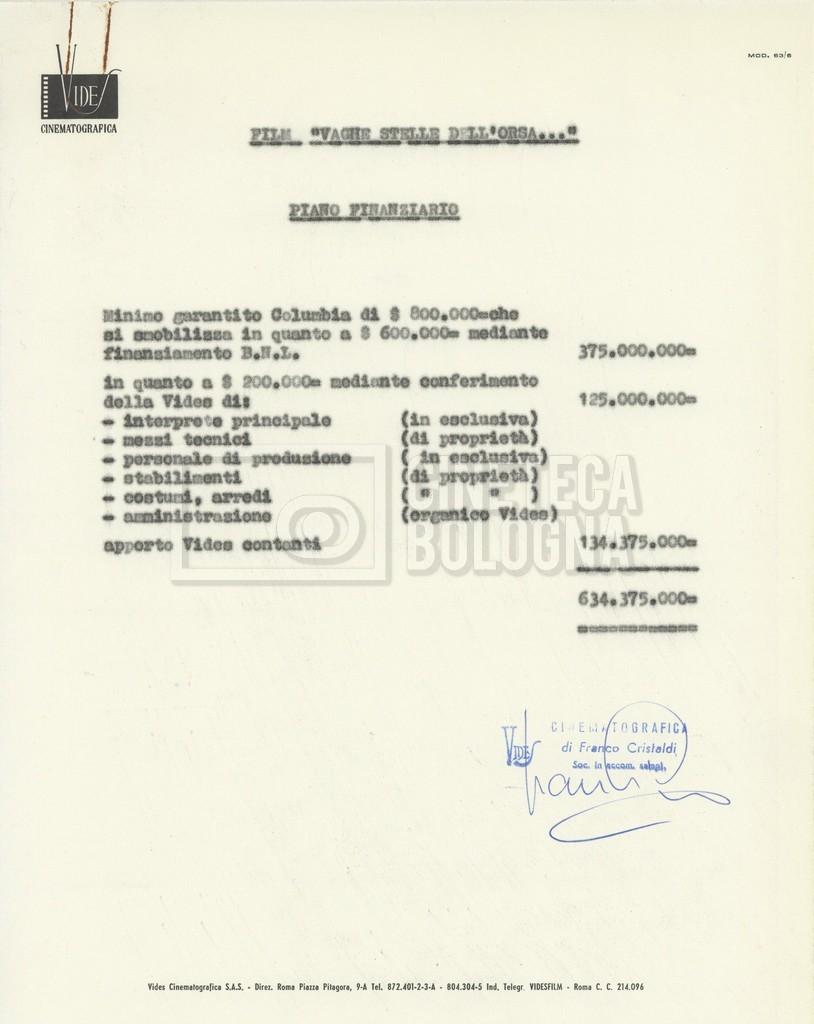 MOD. 63/6
VIDES
CINEMATOGRAFICA
FILM "VAGHE STELLE DELL'ORSA..."
PIANO FINANZIARIO
Minimo garantito Columbia di $ 800.000=che
si smobilizza in quanto a $ 600.000= mediante
finanziamento B.N.L. 375.000.000=
in quanto a $ 200.000= mediante conferimento
della Vides di: 125.000.000=
- interprete principale (in esclusiva)
- mezzi tecnici (di proprietà)
- personale di produzione ( in esclusiva)
- stabilimenti (di proprietà)
- costumi, arredi ( " " )
- amministrazione (organico Vides)
apporto Vides contanti 134.375.000=
634.375.000=
==========
CINETECA
BOLOGNA
VIDES CINEMATOGRAFICA
di Franco Cristaldi
Soc. in accom. sempl.
Vides Cinematografica S.A.S. - Direz. Roma Piazza Pitagora, 9-A Tel. 872.401-2-3-A - 804.304-5 Ind. Telegr. VIDESFILM - Roma C. C. 214.096